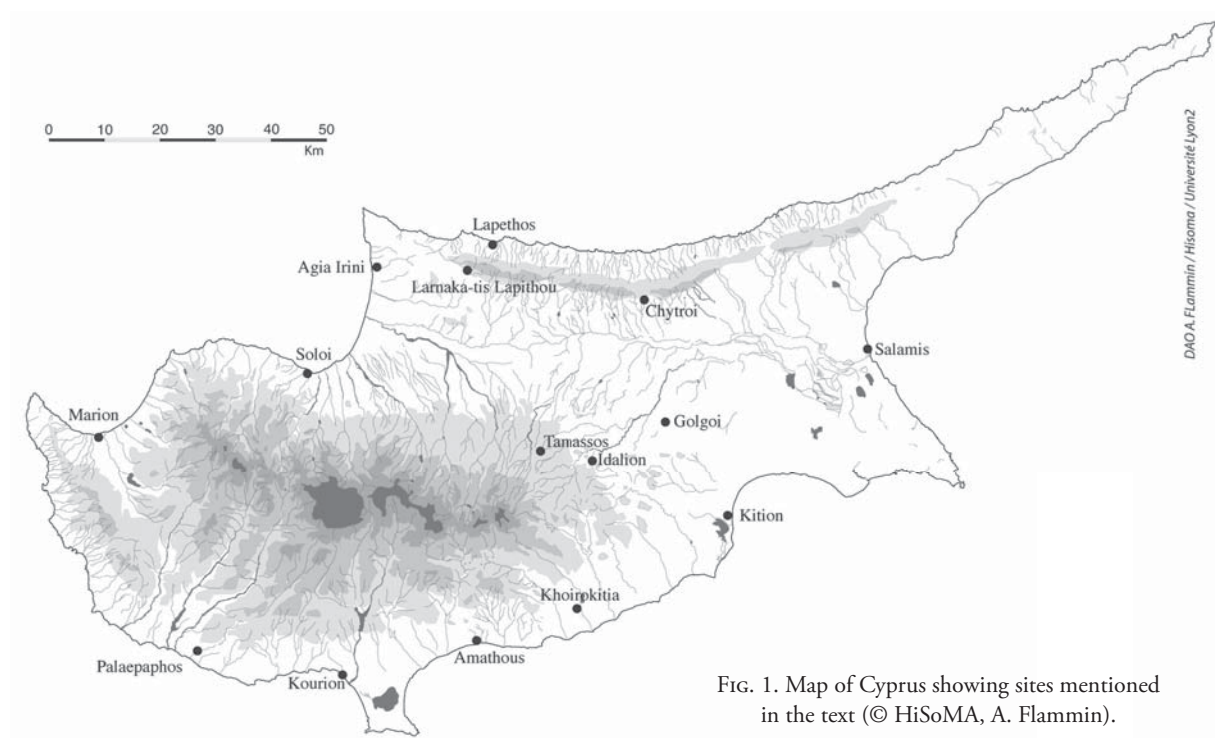 0 10 20 30 40 50
Km
DAO A. FLammin / Hisoma / Université Lyon2
Lapethos
Agia Irini
Larnaka-tis Lapithou
Chytroi
Soloi
Salamis
Marion
Golgoi
Tamassos
Idalion
Kition
Khoirokitia
Palaepaphos
Amathous
Kourion
FIG. 1. Map of Cyprus showing sites mentioned
in the text (© HiSoMA, A. Flammin).